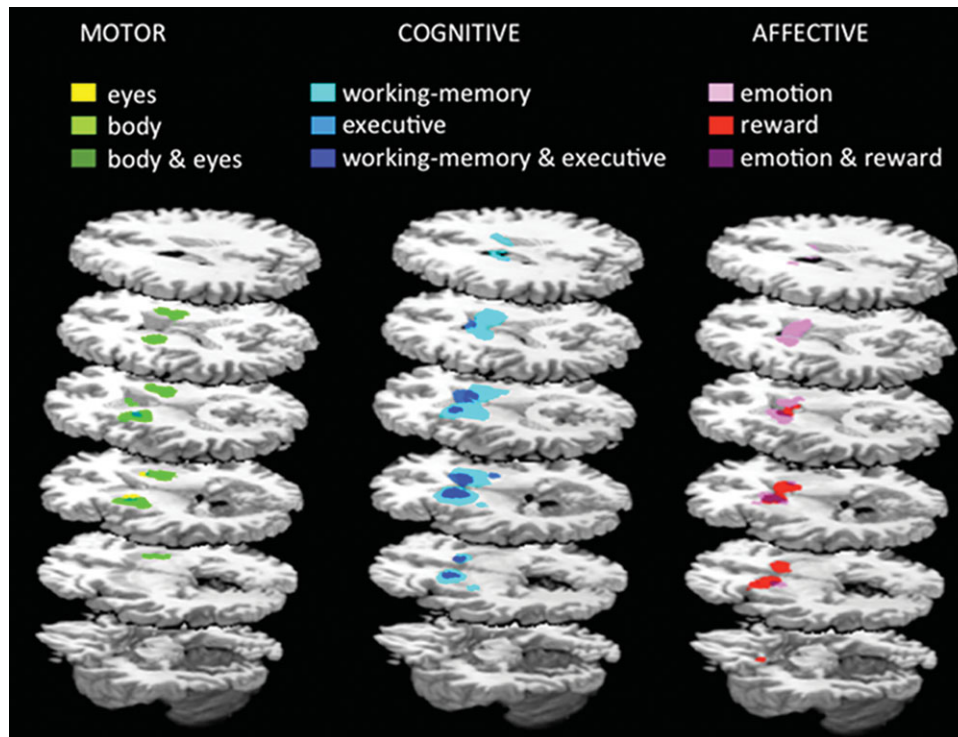 MOTOR
eyes
body
body & eyes
COGNITIVE
working-memory
executive
working-memory & executive
AFFECTIVE
emotion
reward
emotion & reward